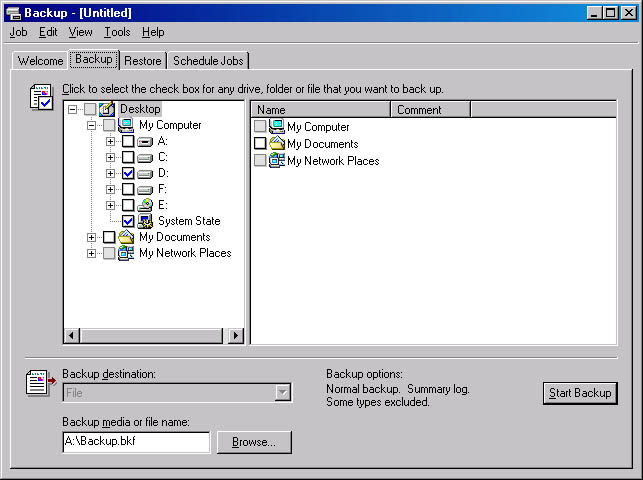 Backup - [Untitled]
Job Edit View Tools Help
Welcome Backup Restore Schedule Jobs
Click to select the check box for any drive, folder or file that you want to back up.
Desktop
My Computer
A:
C:
D:
F:
E:
System State
My Documents
My Network Places
Name Comment
My Computer
My Documents
My Network Places
Backup destination:
File
Backup media or file name:
A:\Backup.bkf
Browse...
Backup options:
Normal backup. Summary log.
Some types excluded.
Start Backup